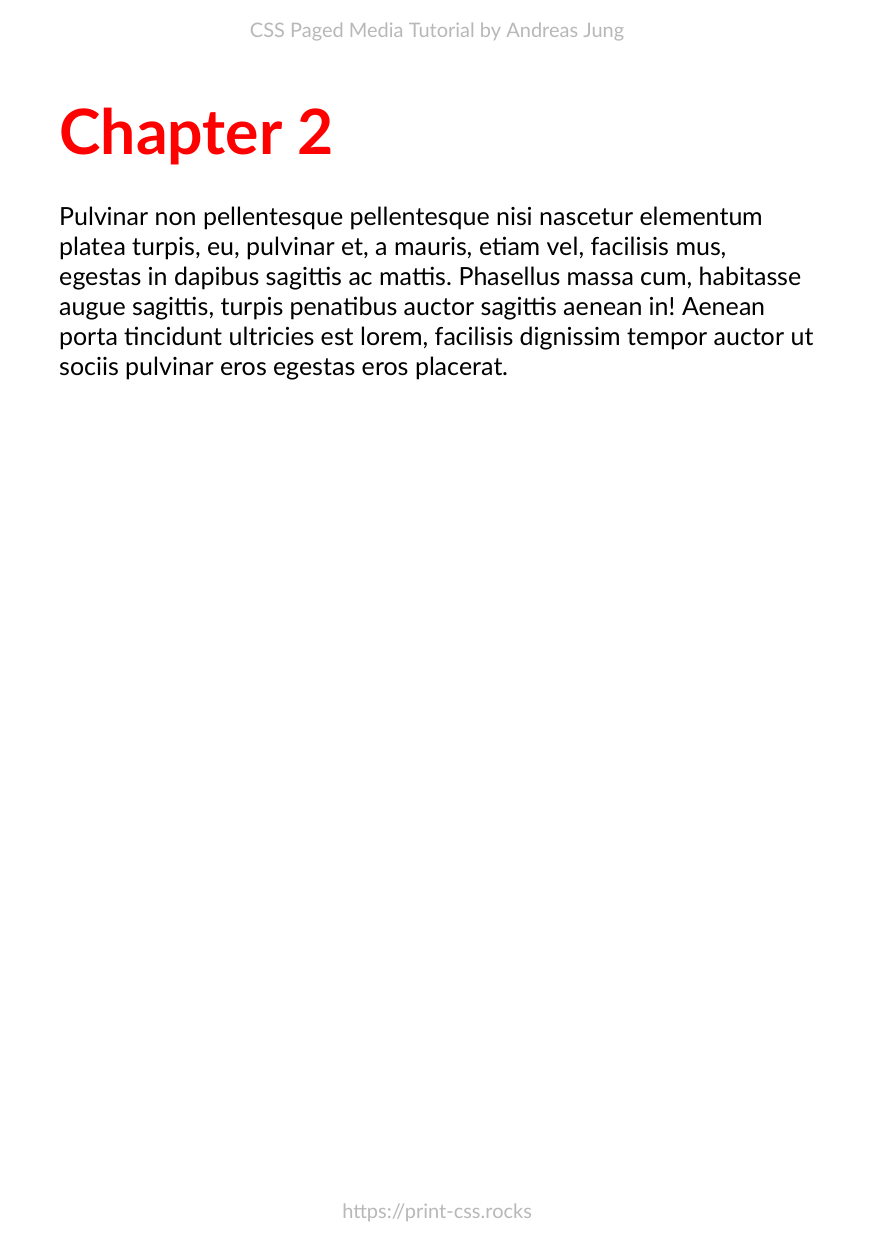 CSS Paged Media Tutorial by Andreas Jung
Chapter 2
Pulvinar non pellentesque pellentesque nisi nascetur elementum
platea turpis, eu, pulvinar et, a mauris, etiam vel, facilisis mus,
egestas in dapibus sagittis ac mattis. Phasellus massa cum, habitasse
augue sagittis, turpis penatibus auctor sagittis aenean in! Aenean
porta tincidunt ultricies est lorem, facilisis dignissim tempor auctor ut
sociis pulvinar eros egestas eros placerat.
https://print-css.rocks